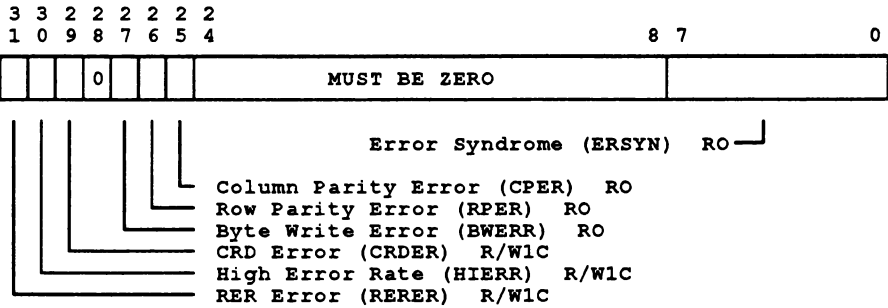 3 3 2 2 2 2 2 2
1 0 9 8 7 6 5 4 8 7 0
0 MUST BE ZERO
Error Syndrome (ERSYN) RO
Column Parity Error (CPER) RO
Row Parity Error (RPER) RO
Byte Write Error (BWERR) RO
CRD Error (CRDER) R/W1C
High Error Rate (HIERR) R/W1C
RER Error (RERER) R/W1C